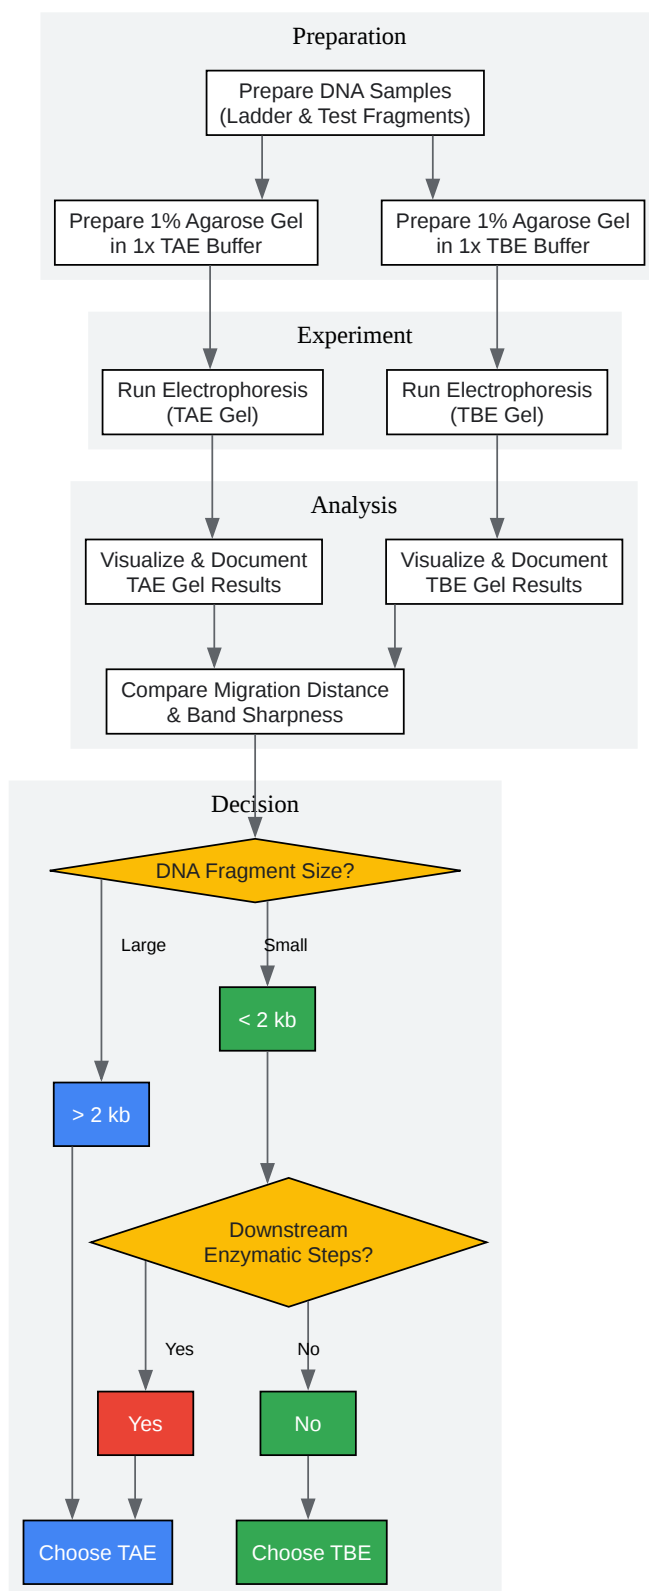 Preparation
Prepare DNA Samples
(Ladder & Test Fragments)
Prepare 1% Agarose Gel
in 1x TAE Buffer
Prepare 1% Agarose Gel
in 1x TBE Buffer
Experiment
Run Electrophoresis
(TAE Gel)
Run Electrophoresis
(TBE Gel)
Analysis
Visualize & Document
TAE Gel Results
Visualize & Document
TBE Gel Results
Compare Migration Distance
& Band Sharpness
Decision
DNA Fragment Size?
Large
Small
< 2 kb
> 2 kb
Downstream
Enzymatic Steps?
Yes
No
Yes
No
Choose TAE
Choose TBE